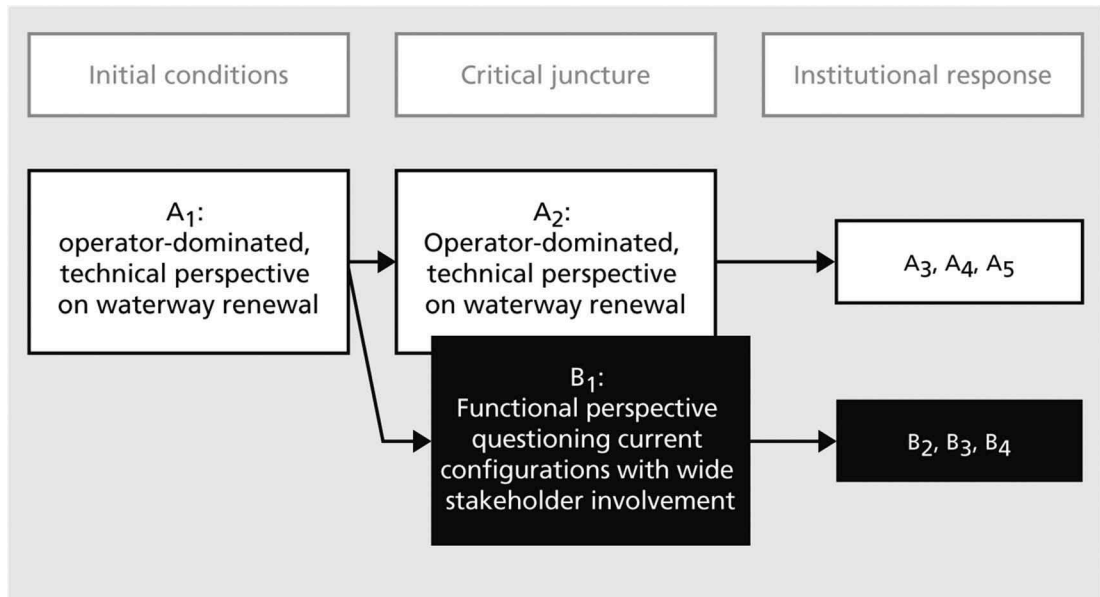 Initial conditions
Critical juncture
Institutional response
A₁:
operator-dominated,
technical perspective
on waterway renewal
A₂:
Operator-dominated,
technical perspective
on waterway renewal
A₃, A₄, A₅
B₁:
Functional perspective
questioning current
configurations with wide
stakeholder involvement
B₂, B₃, B₄